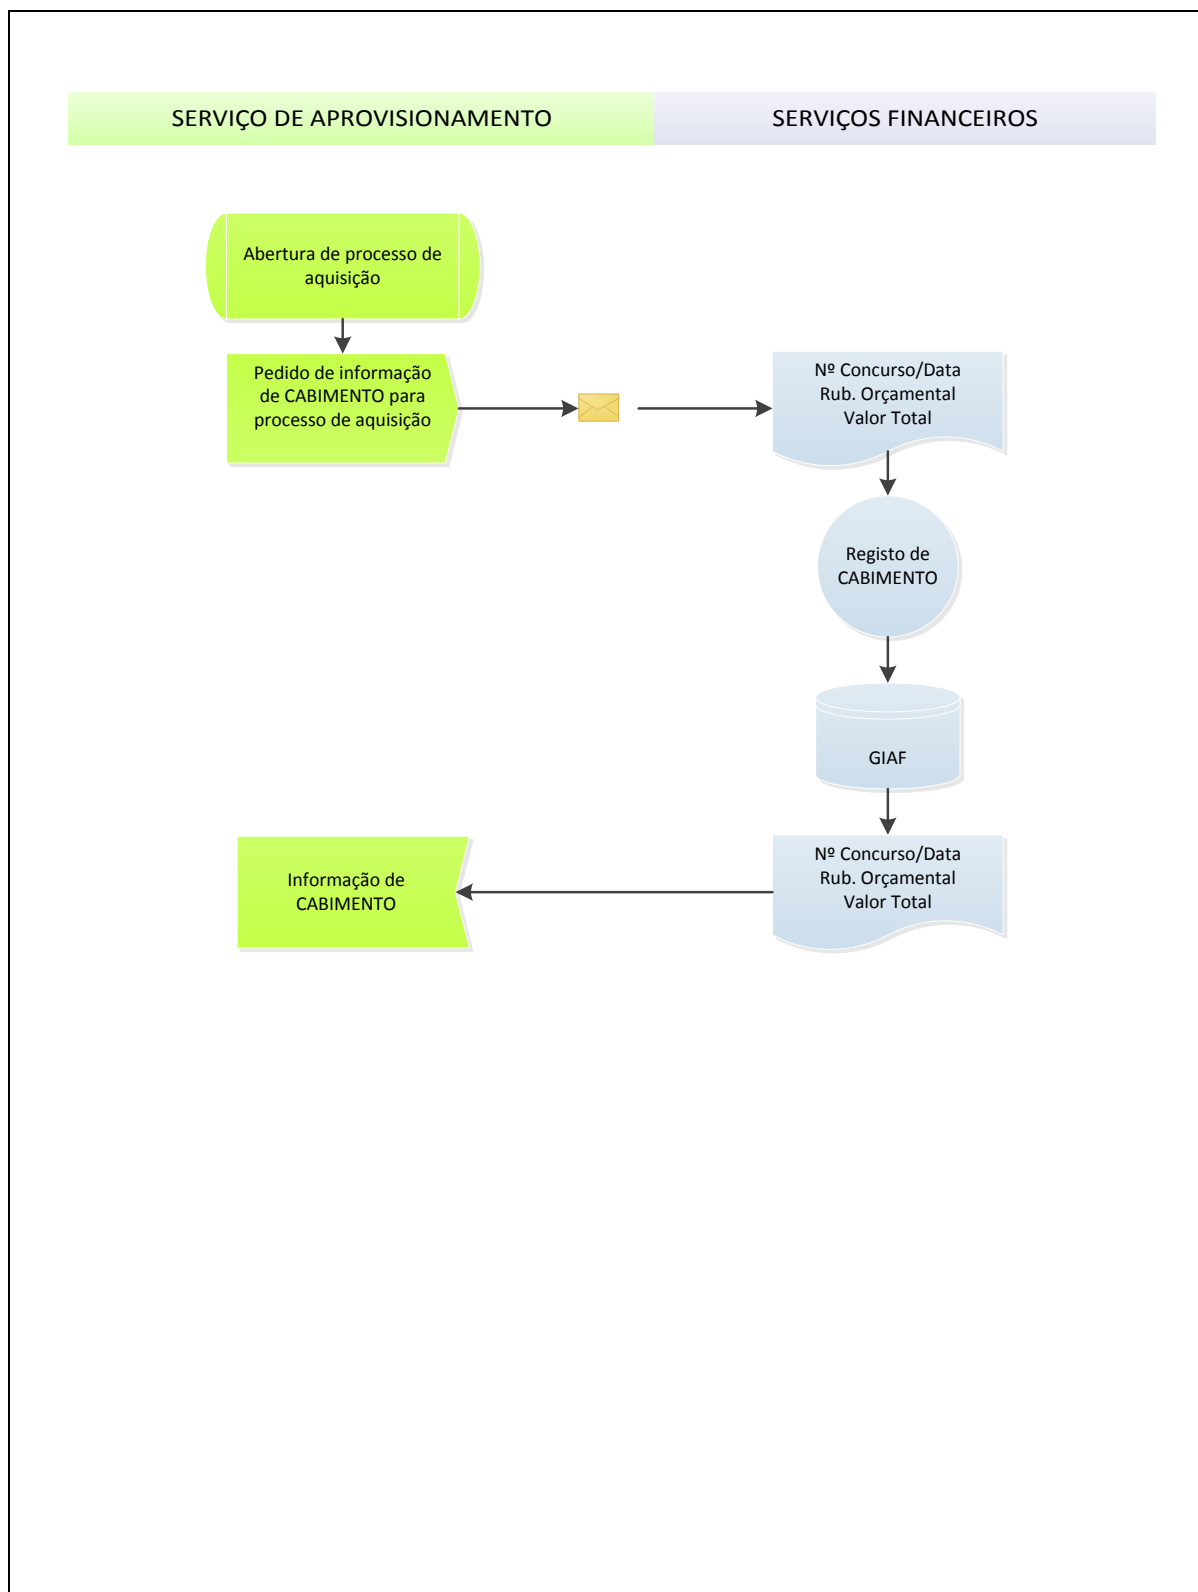 SERVIÇO DE APROVISIONAMENTO
SERVIÇOS FINANCEIROS
Abertura de processo de
aquisição
Pedido de informação
de CABIMENTO para
processo de aquisição
Nº Concurso/Data
Rub. Orçamental
Valor Total
Registo de
CABIMENTO
GIAF
Nº Concurso/Data
Rub. Orçamental
Valor Total
Informação de
CABIMENTO